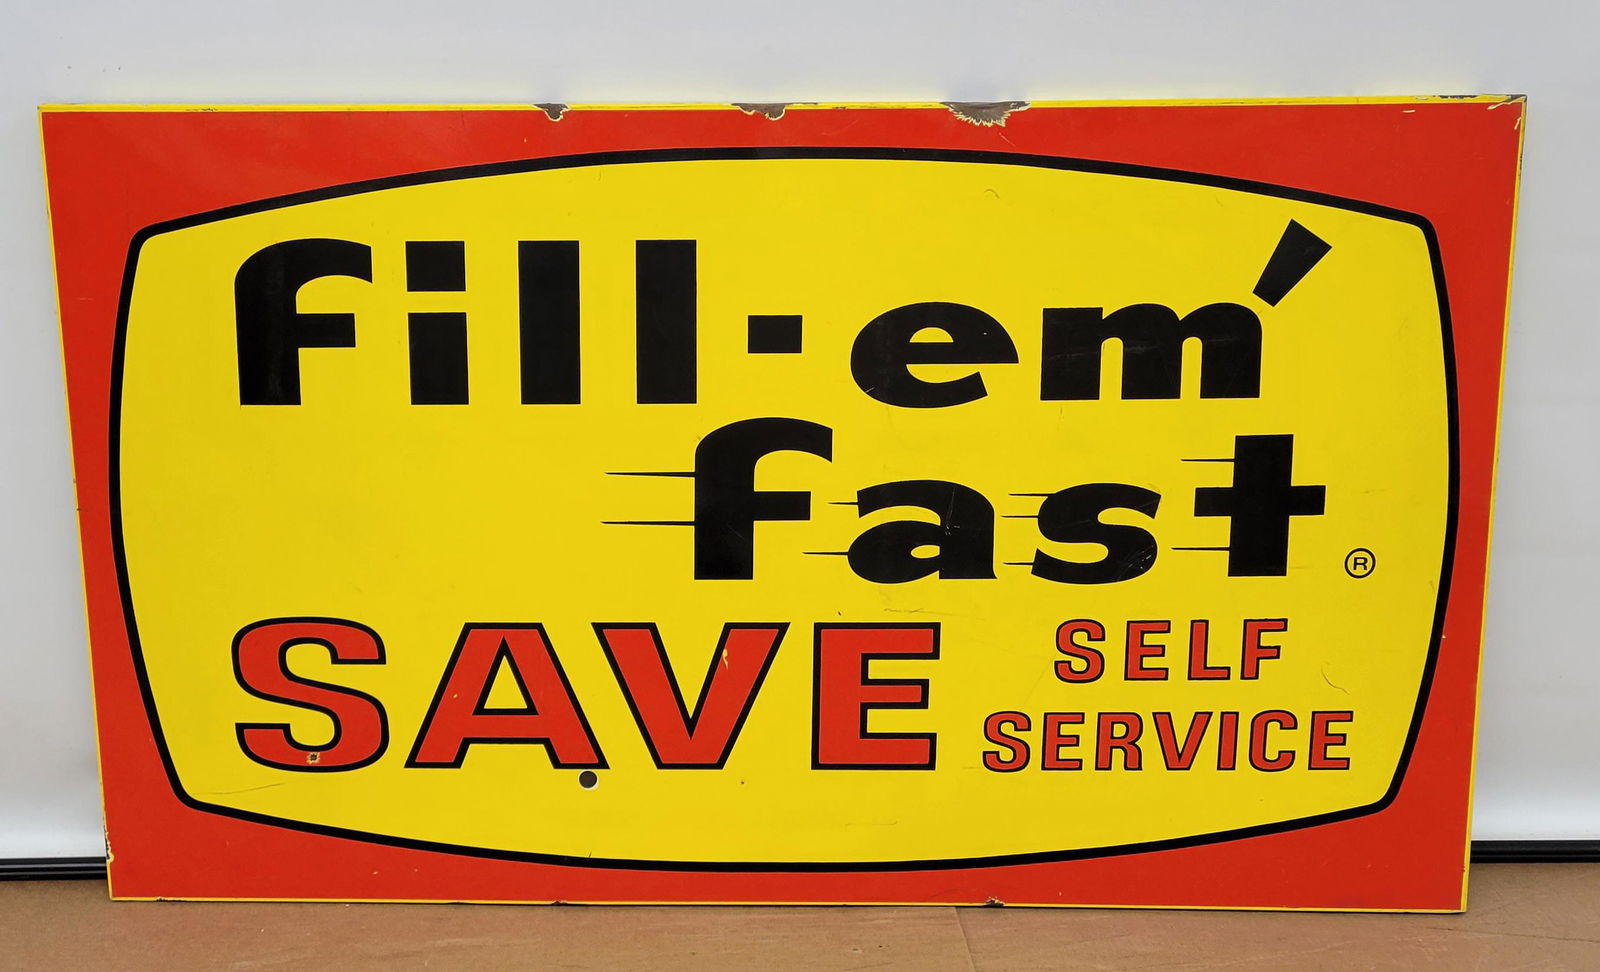 fill-em'
fast ®
SAVE SELF
SERVICE